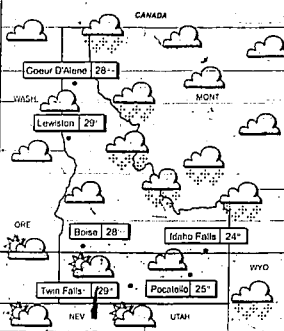 CANADA
Coeur D'Alene 28°
WASH.
MONT
Lewiston 29°
ORE
Boise 28°
Idaho Falls 24°
WYO
Twin Falls 29°
Pocatello 25°
NEV
UTAH